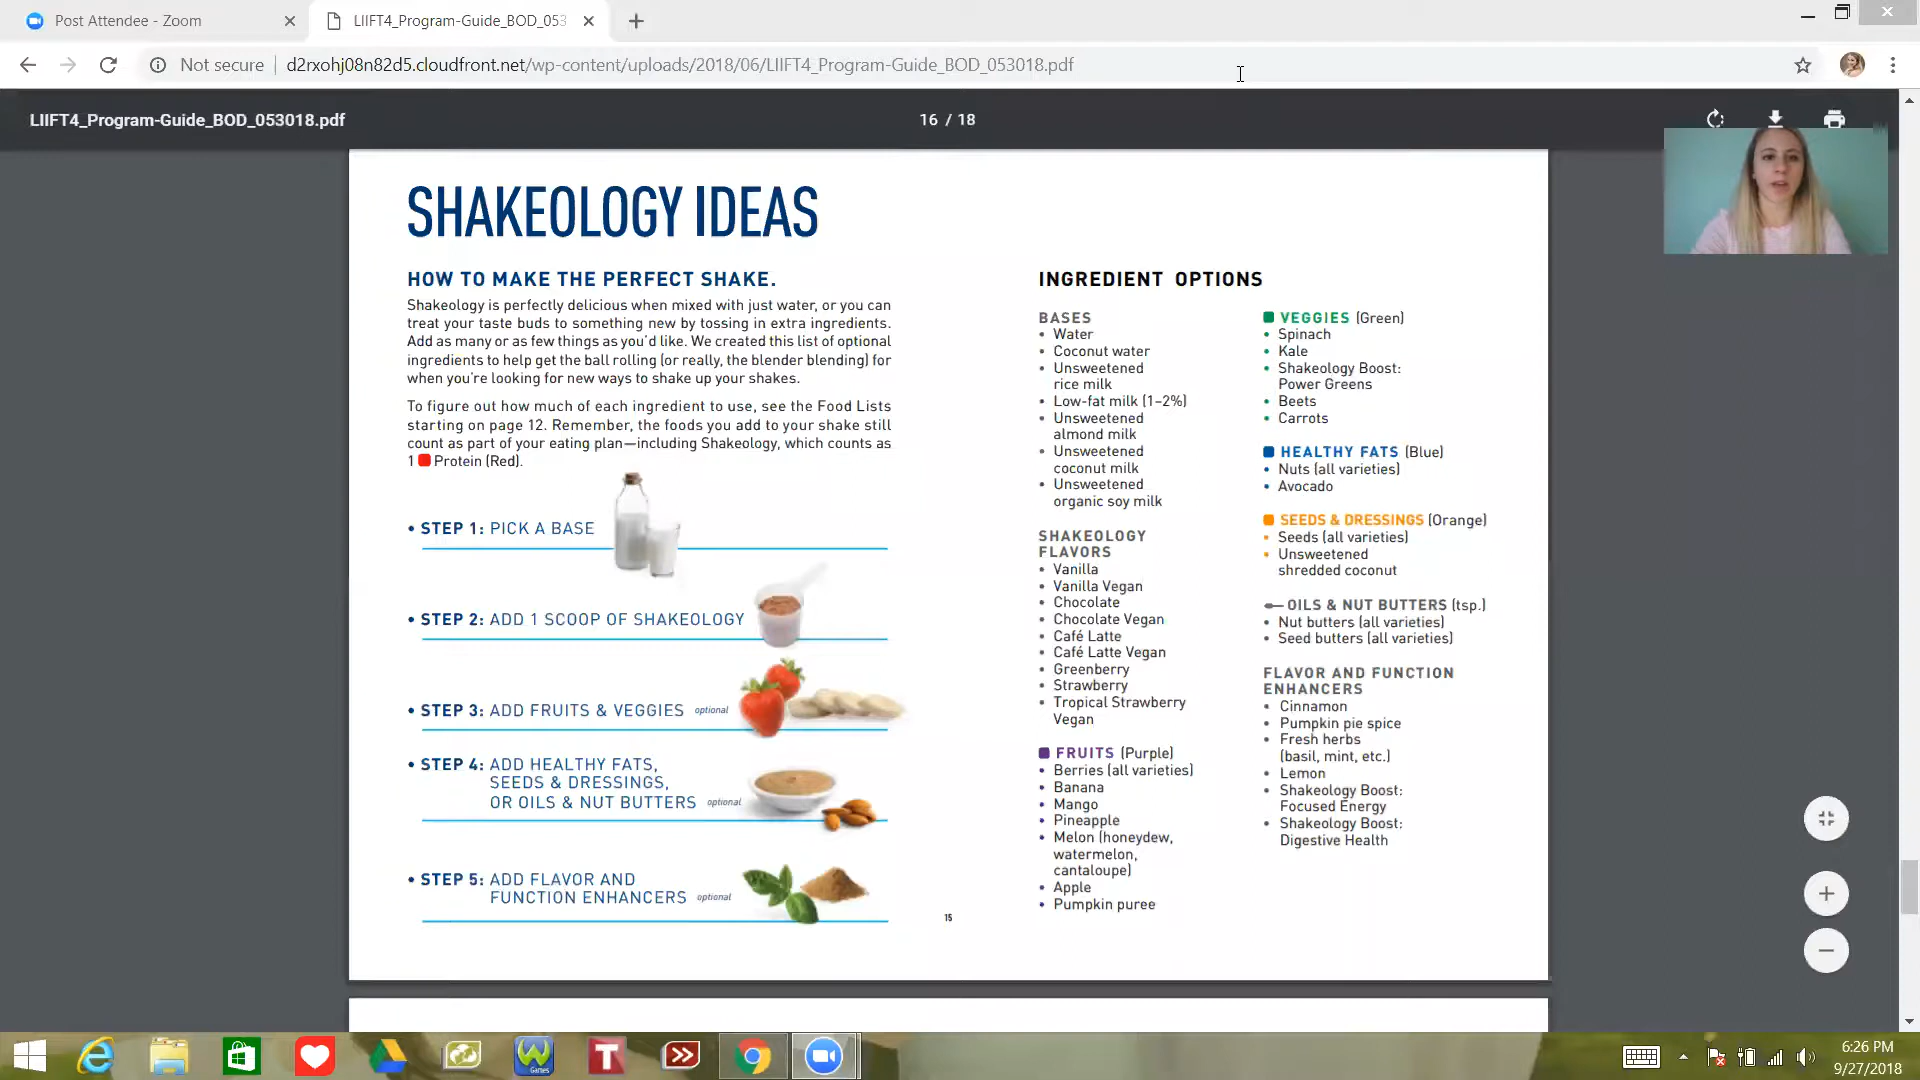 Post Attendee - Zoom
LIIFT4_Program-Guide_BOD_053
Not secure
d2rxohj08n82d5.cloudfront.net/wp-content/uploads/2018/06/LIIFT4_Program-Guide_BOD_053018.pdf
LIIFT4_Program-Guide_BOD_053018.pdf
16 / 18
SHAKEOLOGY IDEAS
HOW TO MAKE THE PERFECT SHAKE.
Shakeology is perfectly delicious when mixed with just water, or you can
treat your taste buds to something new by tossing in extra ingredients.
Add as many or as few things as you'd like. We created this list of optional
ingredients to help get the ball rolling (or really, the blender blending) for
when you're looking for new ways to shake up your shakes.
To figure out how much of each ingredient to use, see the Food Lists
starting on page 12. Remember, the foods you add to your shake still
count as part of your eating plan—including Shakeology, which counts as
1 Protein (Red).
• STEP 1: PICK A BASE
• STEP 2: ADD 1 SCOOP OF SHAKEOLOGY
• STEP 3: ADD FRUITS & VEGGIES optional
• STEP 4: ADD HEALTHY FATS,
SEEDS & DRESSINGS,
OR OILS & NUT BUTTERS optional
• STEP 5: ADD FLAVOR AND
FUNCTION ENHANCERS optional
15
INGREDIENT OPTIONS
BASES
• Water
• Coconut water
• Unsweetened
rice milk
• Low-fat milk (1–2%)
• Unsweetened
almond milk
• Unsweetened
coconut milk
• Unsweetened
organic soy milk
SHAKEOLOGY
FLAVORS
• Vanilla
• Vanilla Vegan
• Chocolate
• Chocolate Vegan
• Café Latte
• Café Latte Vegan
• Greenberry
• Strawberry
• Tropical Strawberry
Vegan
FRUITS (Purple)
• Berries (all varieties)
• Banana
• Mango
• Pineapple
• Melon (honeydew,
watermelon,
cantaloupe)
• Apple
• Pumpkin puree
VEGGIES (Green)
• Spinach
• Kale
• Shakeology Boost:
Power Greens
• Beets
• Carrots
HEALTHY FATS (Blue)
• Nuts (all varieties)
• Avocado
SEEDS & DRESSINGS (Orange)
• Seeds (all varieties)
• Unsweetened
shredded coconut
OILS & NUT BUTTERS (tsp.)
• Nut butters (all varieties)
• Seed butters (all varieties)
FLAVOR AND FUNCTION
ENHANCERS
• Cinnamon
• Pumpkin pie spice
• Fresh herbs
(basil, mint, etc.)
• Lemon
• Shakeology Boost:
Focused Energy
• Shakeology Boost:
Digestive Health
Games
T
6:26 PM
9/27/2018